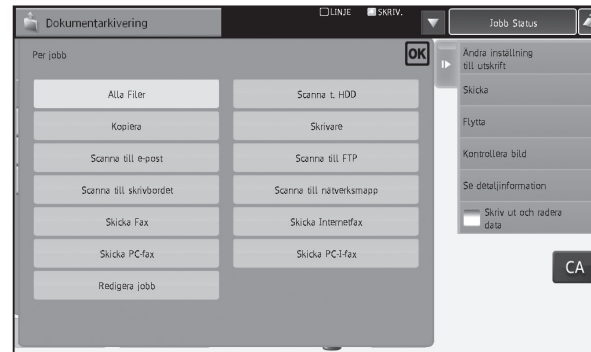 Dokumentarkivering
LINJE
SKRIV.
Jobb Status
Per jobb
OK
Alla Filer
Scanna t. HDD
Kopiera
Skrivare
Scanna till e-post
Scanna till FTP
Scanna till skrivbordet
Scanna till nätverksmapp
Skicka Fax
Skicka Internetfax
Skicka PC-fax
Skicka PC-I-fax
Redigera jobb
Ändra inställning
till utskrift
Skicka
Flytta
Kontrollera bild
Se detaljinformation
Skriv ut och radera
data
CA